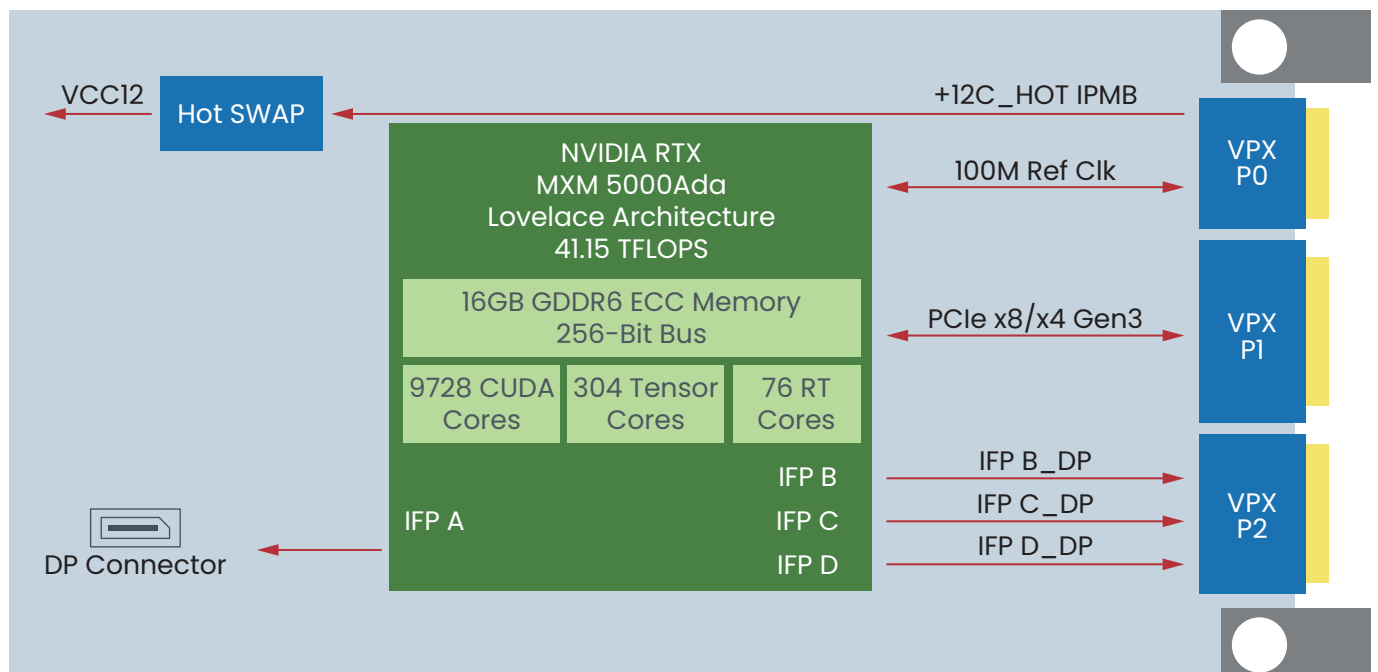 VCC12
Hot SWAP
+12C_HOT IPMB
VPX
P0
NVIDIA RTX
MXM 5000Ada
Lovelace Architecture
41.15 TFLOPS
100M Ref Clk
16GB GDDR6 ECC Memory
256-Bit Bus
PCIe x8/x4 Gen3
VPX
P1
9728 CUDA
Cores
304 Tensor
Cores
76 RT
Cores
IFP A
IFP B
IFP C
IFP D
IFP B_DP
IFP C_DP
IFP D_DP
VPX
P2
DP Connector